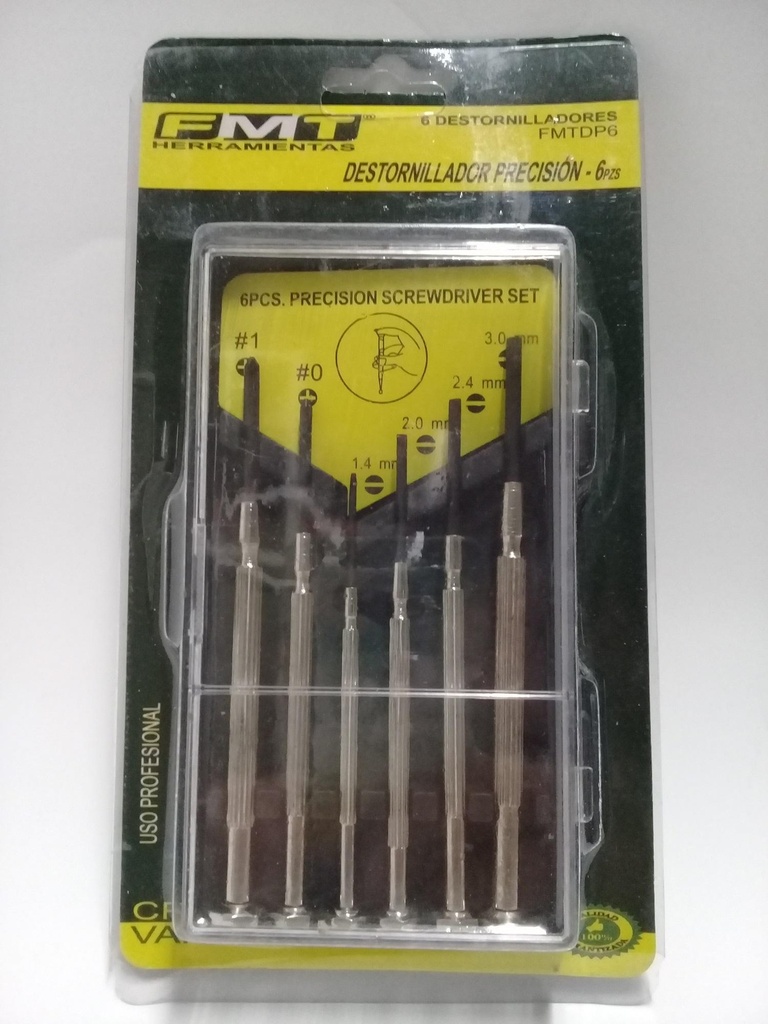 FMT®
HERRAMIENTAS
6 DESTORNILLADORES
FMTDP6
DESTORNILLADOR PRECISIÓN - 6PZS
6PCS. PRECISION SCREWDRIVER SET
#1
#0
3.0 mm
2.4 mm
2.0 mm
1.4 mm
USO PROFESIONAL
100%